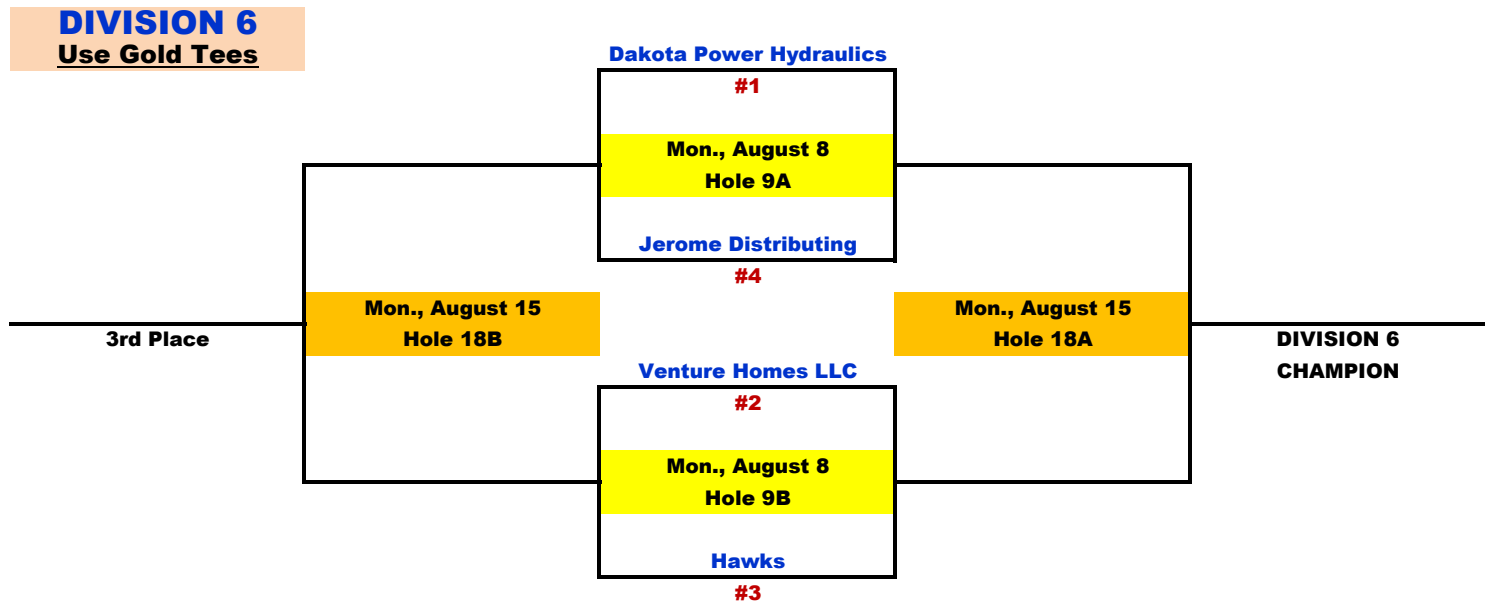 DIVISION 6
Use Gold Tees
Dakota Power Hydraulics
#1
Mon., August 8
Hole 9A
Jerome Distributing
#4
Mon., August 15
Hole 18B
3rd Place
Mon., August 15
Hole 18A
DIVISION 6
CHAMPION
Venture Homes LLC
#2
Mon., August 8
Hole 9B
Hawks
#3